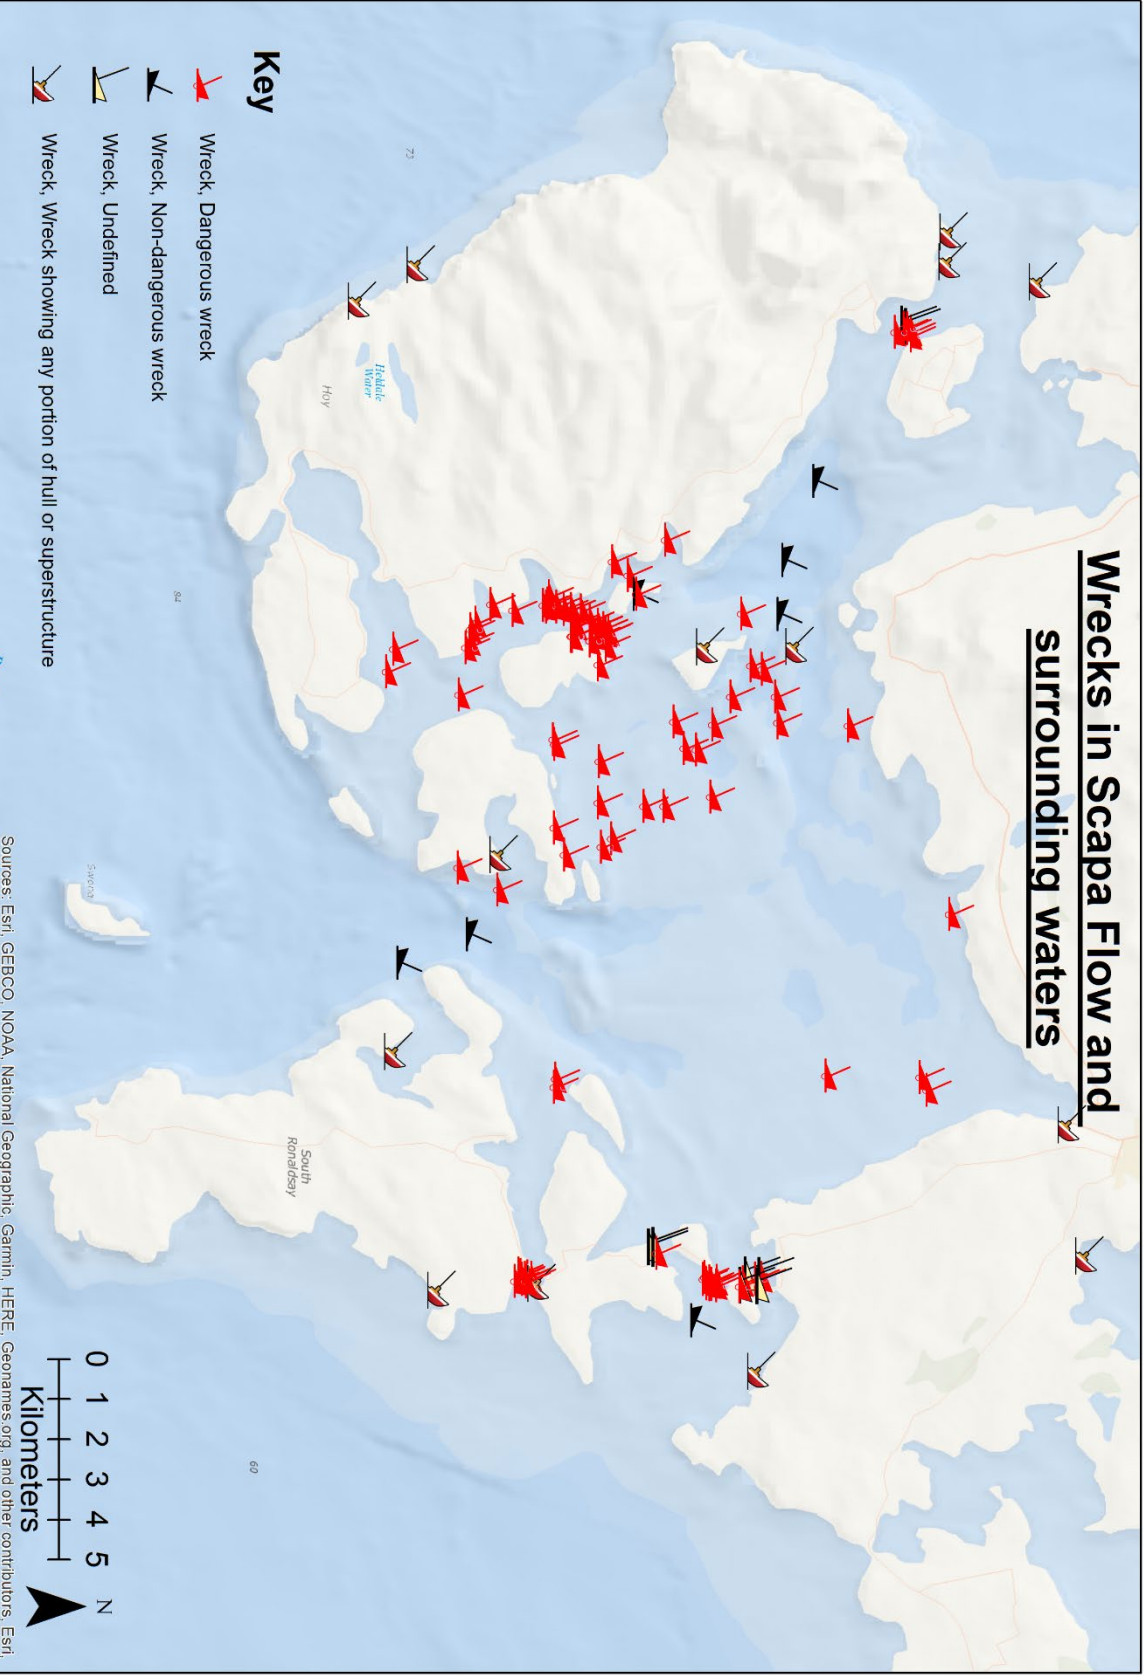 Wrecks in Scapa Flow and
surrounding waters
73
Heldale
Water
Hoy
84
Swona
South
Ronaldsay
60
Key
Wreck, Dangerous wreck
Wreck, Non-dangerous wreck
Wreck, Undefined
Wreck, Wreck showing any portion of hull or superstructure
0 1 2 3 4 5
Kilometers
N
Sources: Esri, GEBCO, NOAA, National Geographic, Garmin, HERE, Geonames.org, and other contributors, Esri,